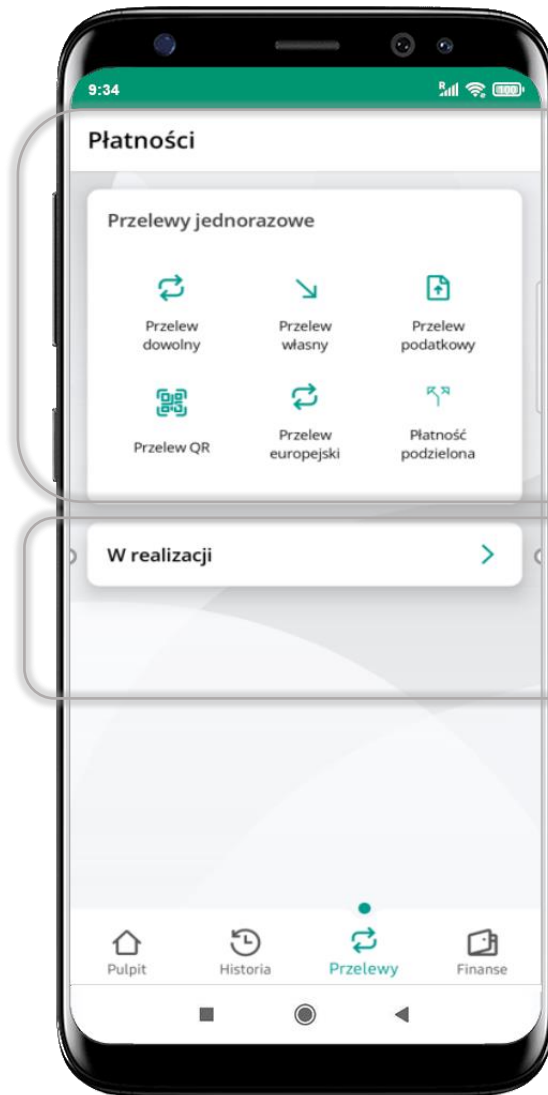 9:34
R
100
Płatności
Przelewy jednorazowe
Przelew
dowolny
Przelew
własny
Przelew
podatkowy
Przelew QR
Przelew
europejski
Płatność
podzielona
W realizacji
Pulpit
Historia
Przelewy
Finanse